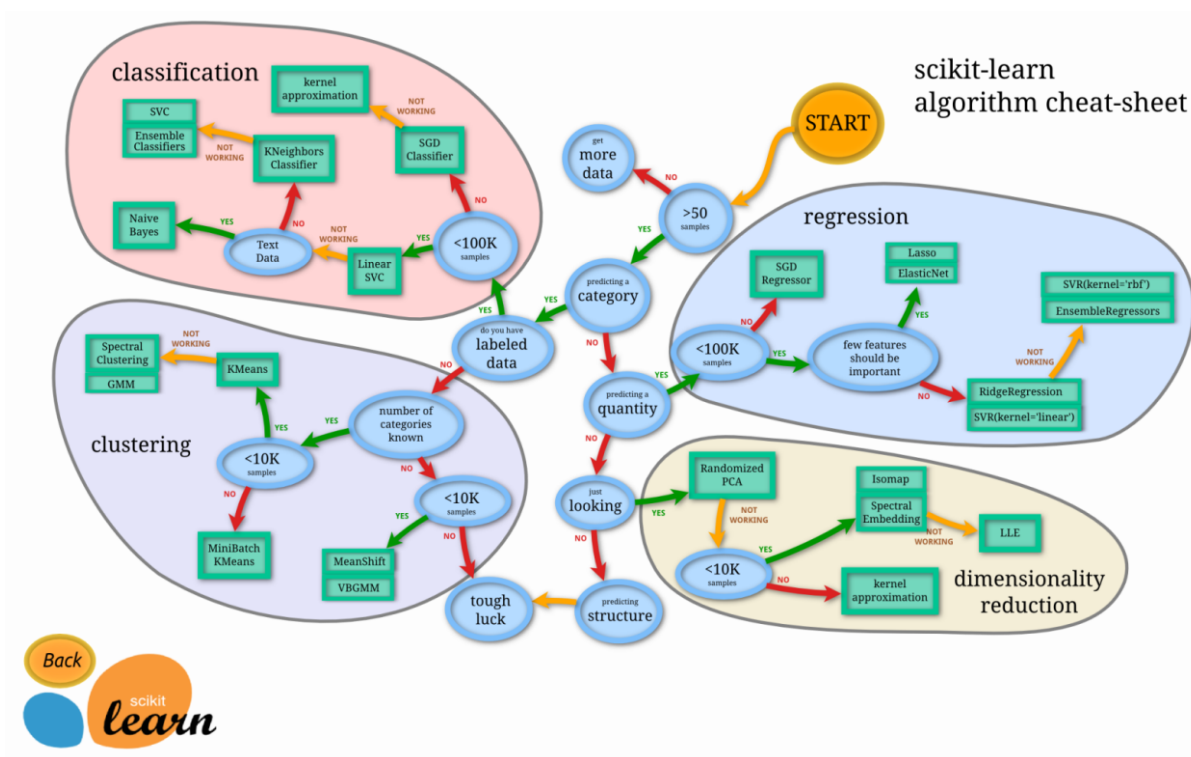 scikit-learn
algorithm cheat-sheet
START
get
more
data
NO
>50
samples
YES
predicting a
category
YES
NO
do you have
labeled
data
YES
NO
predicting a
quantity
YES
NO
just
looking
YES
NO
predicting
structure
tough
luck
classification
kernel
approximation
NOT
WORKING
SVC
Ensemble
Classifiers
NOT
WORKING
KNeighbors
Classifier
SGD
Classifier
NO
Naive
Bayes
YES
NO
Text
Data
NOT
WORKING
Linear
SVC
YES
<100K
samples
regression
SGD
Regressor
NO
<100K
samples
YES
Lasso
ElasticNet
YES
few features
should be
important
NO
SVR(kernel='rbf')
EnsembleRegressors
NOT
WORKING
RidgeRegression
SVR(kernel='linear')
clustering
Spectral
Clustering
GMM
NOT
WORKING
KMeans
YES
<10K
samples
NO
MiniBatch
KMeans
YES
number of
categories
known
NO
<10K
samples
YES
NO
MeanShift
VBGMM
dimensionality
reduction
Randomized
PCA
NOT
WORKING
<10K
samples
YES
NO
Isomap
Spectral
Embedding
NOT
WORKING
LLE
kernel
approximation
Back
scikit
learn